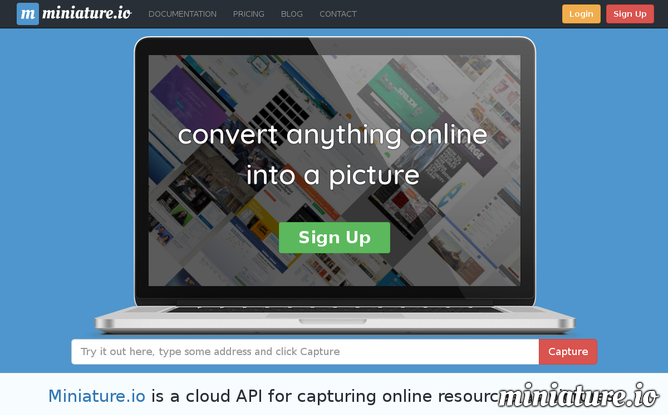 m miniature.io DOCUMENTATION PRICING BLOG CONTACT Login Sign Up
convert anything online
into a picture
Sign Up
Try it out here, type some address and click Capture Capture
Miniature.io is a cloud API for capturing online resour
miniature.io